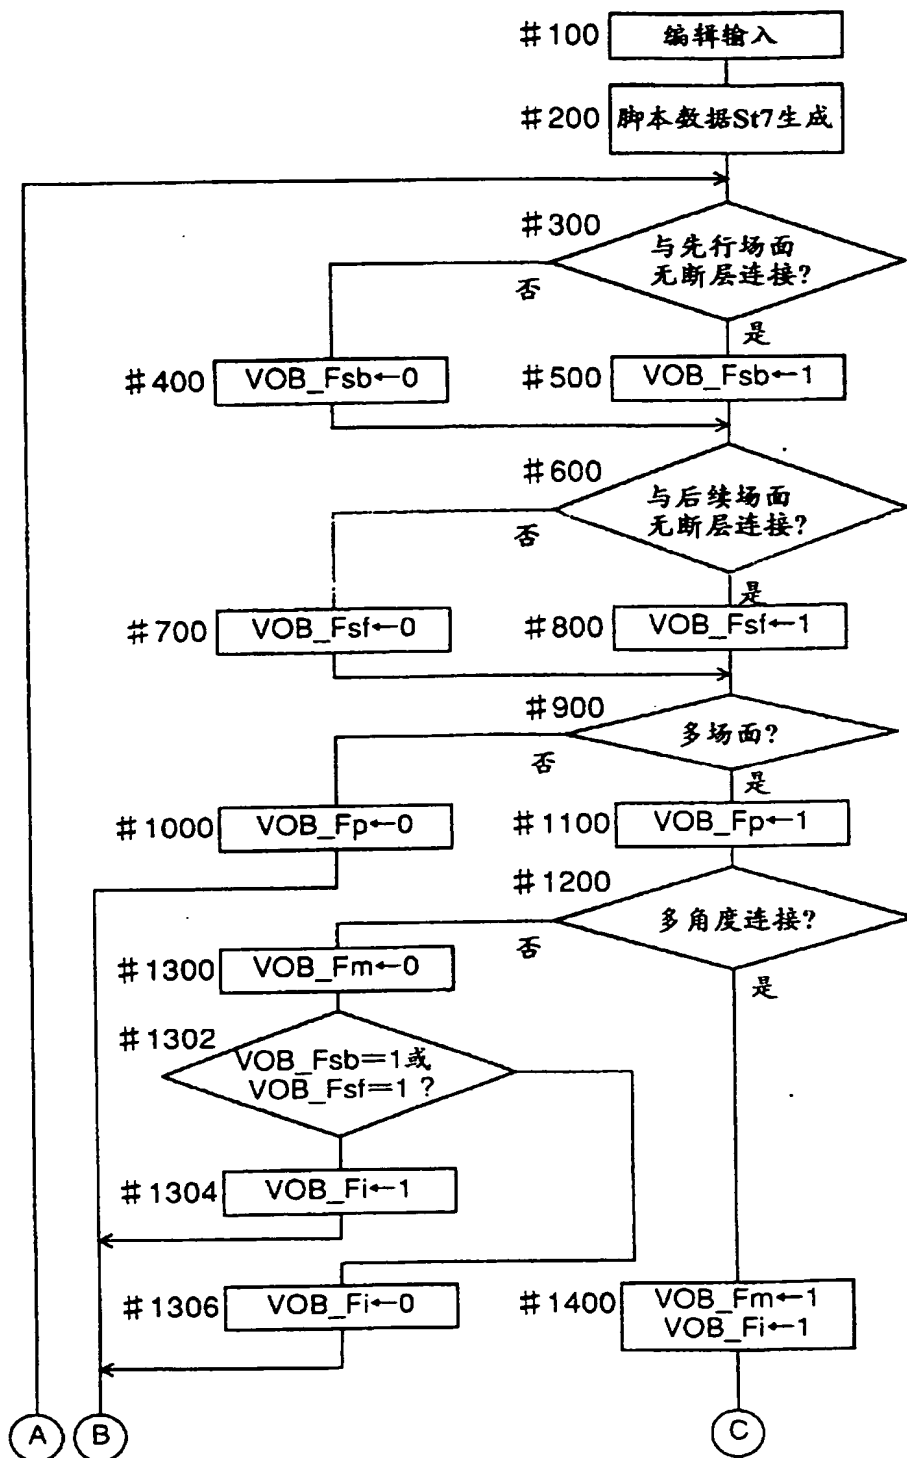 #100 编辑输入
#200 脚本数据St7生成
#300
与先行场面
无断层连接?
否
是
#400 VOB_Fsb←0
#500 VOB_Fsb←1
#600
与后续场面
无断层连接?
否
是
#700 VOB_Fsf←0
#800 VOB_Fsf←1
#900
多场面?
否
是
#1000 VOB_Fp←0
#1100 VOB_Fp←1
#1200
多角度连接?
否
是
#1300 VOB_Fm←0
#1302
VOB_Fsb=1或
VOB_Fsf=1?
#1304 VOB_Fi←1
#1306 VOB_Fi←0
#1400
VOB_Fm←1
VOB_Fi←1
A
B
C